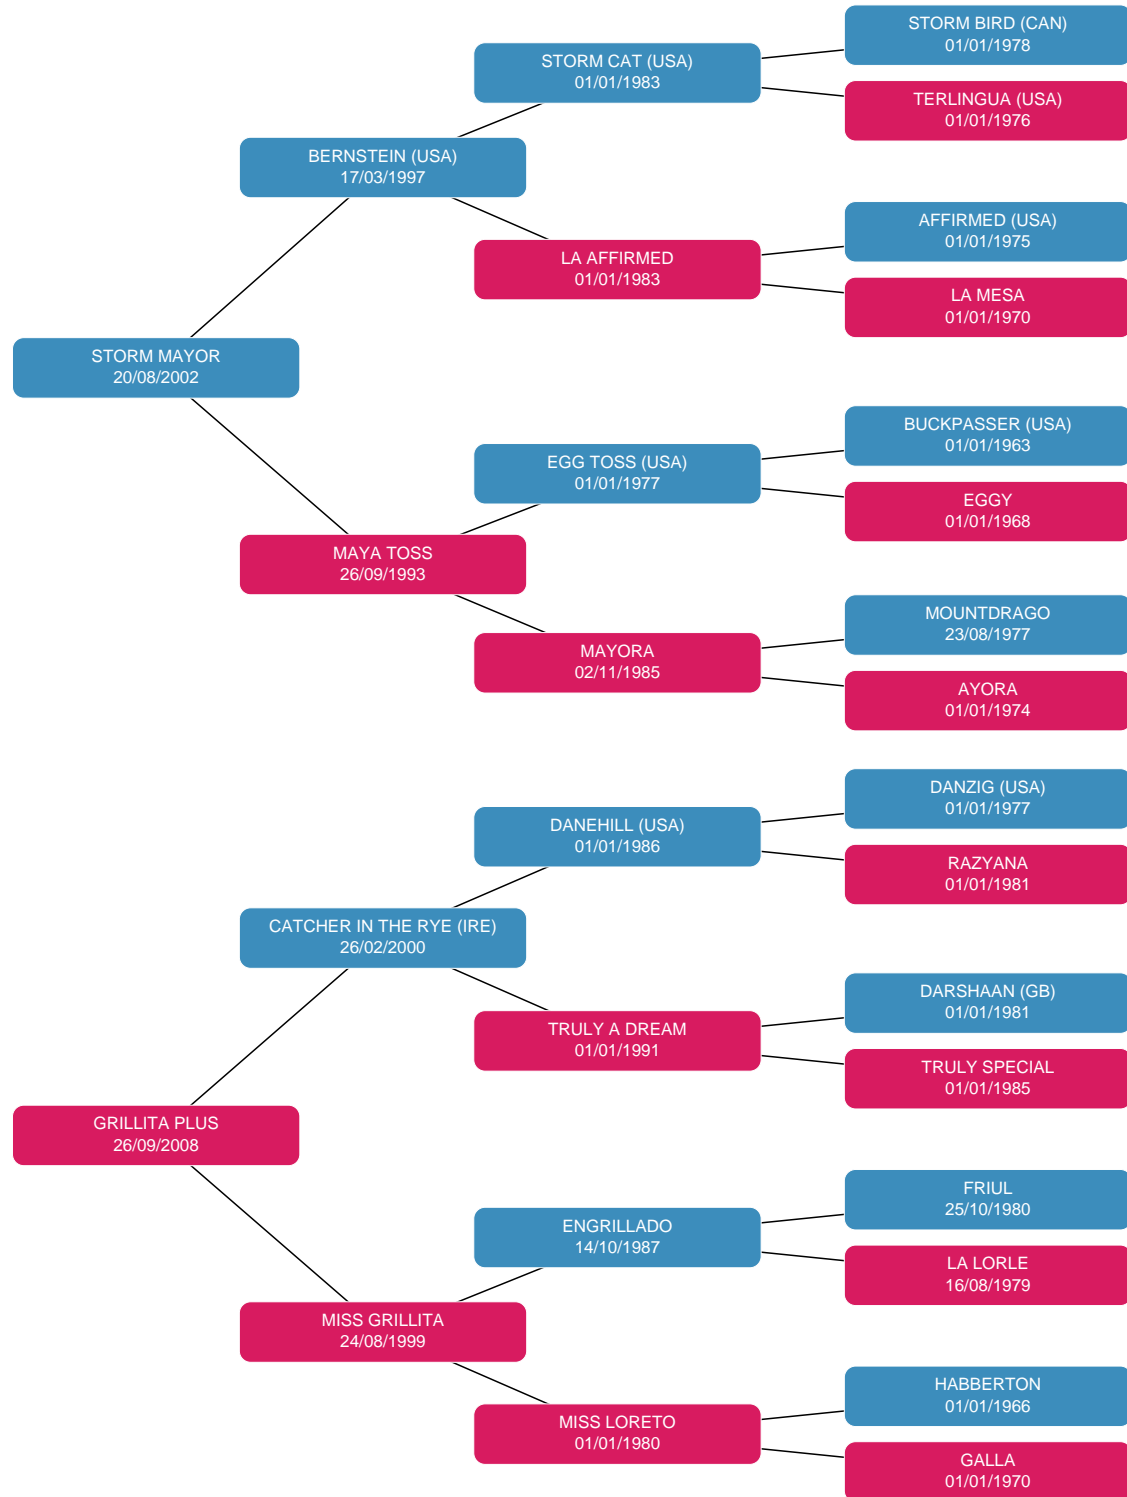 STORM BIRD (CAN)
01/01/1978
STORM CAT (USA)
01/01/1983
TERLINGUA (USA)
01/01/1976
BERNSTEIN (USA)
17/03/1997
AFFIRMED (USA)
01/01/1975
LA AFFIRMED
01/01/1983
LA MESA
01/01/1970
STORM MAYOR
20/08/2002
BUCKPASSER (USA)
01/01/1963
EGG TOSS (USA)
01/01/1977
EGGY
01/01/1968
MAYA TOSS
26/09/1993
MOUNTDRAGO
23/08/1977
MAYORA
02/11/1985
AYORA
01/01/1974
DANZIG (USA)
01/01/1977
DANEHILL (USA)
01/01/1986
RAZYANA
01/01/1981
CATCHER IN THE RYE (IRE)
26/02/2000
DARSHAAN (GB)
01/01/1981
TRULY A DREAM
01/01/1991
TRULY SPECIAL
01/01/1985
GRILLITA PLUS
26/09/2008
FRIUL
25/10/1980
ENGRILLADO
14/10/1987
LA LORLE
16/08/1979
MISS GRILLITA
24/08/1999
HABBERTON
01/01/1966
MISS LORETO
01/01/1980
GALLA
01/01/1970